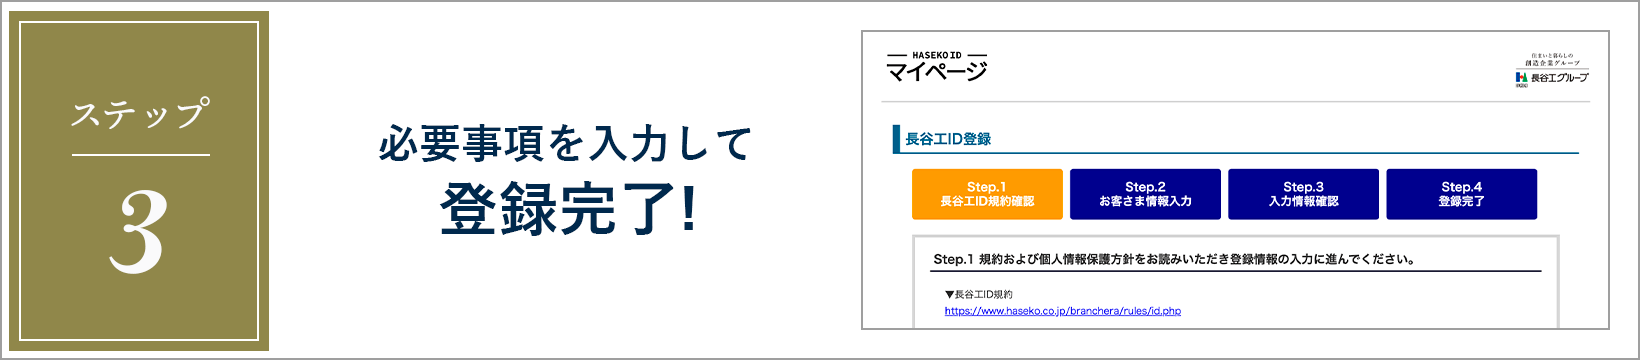 ステップ
3
必要事項を入力して
登録完了!
HASEKO ID
マイページ
住まいと暮らしの
創造企業グループ
長谷工グループ
長谷工ID登録
Step.1
長谷工ID規約確認
Step.2
お客さま情報入力
Step.3
入力情報確認
Step.4
登録完了
Step.1 規約および個人情報保護方針をお読みいただき登録情報の入力に進んでください。
▼長谷工ID規約
https://www.haseko.co.jp/branchera/rules/id.php